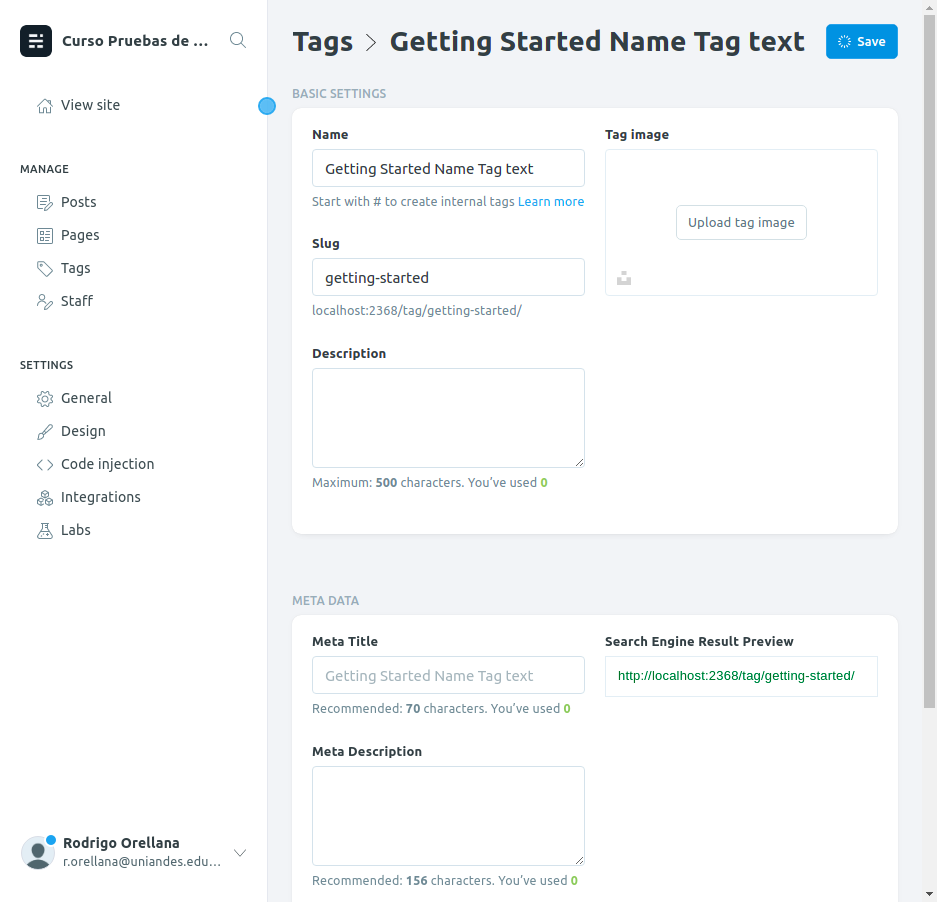 Curso Pruebas de ...
View site
MANAGE
Posts
Pages
Tags
Staff
SETTINGS
General
Design
Code injection
Integrations
Labs
Rodrigo Orellana
r.orellana@uniandes.edu...
Tags > Getting Started Name Tag text
Save
BASIC SETTINGS
Name
Getting Started Name Tag text
Start with # to create internal tags Learn more
Slug
getting-started
localhost:2368/tag/getting-started/
Description
Maximum: 500 characters. You’ve used 0
Tag image
Upload tag image
META DATA
Meta Title
Getting Started Name Tag text
Recommended: 70 characters. You’ve used 0
Meta Description
Recommended: 156 characters. You’ve used 0
Search Engine Result Preview
http://localhost:2368/tag/getting-started/